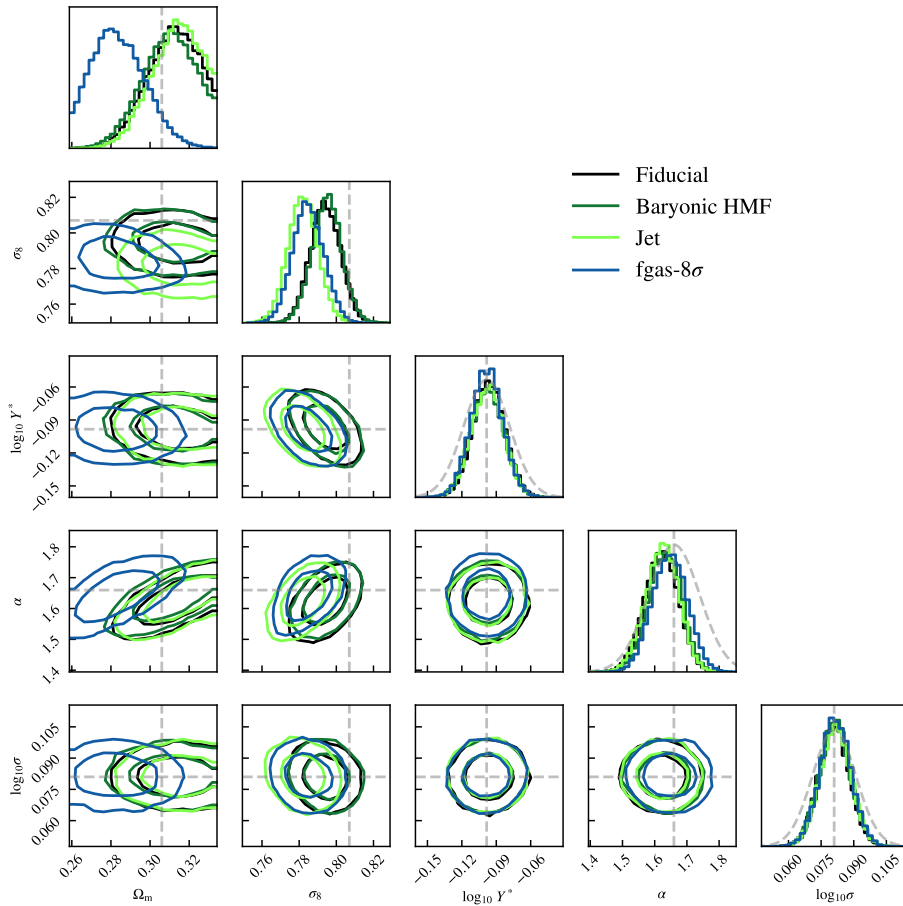 Fiducial
Baryonic HMF
Jet
fgas-8σ
0.82
0.80
0.78
0.76
σ₈
−0.06
−0.09
−0.12
−0.15
log₁₀ Y*
1.8
1.7
1.6
1.5
1.4
α
0.105
0.090
0.075
0.060
log₁₀σ
0.26 0.28 0.30 0.32
0.76 0.78 0.80 0.82
−0.15 −0.12 −0.09 −0.06
1.4 1.5 1.6 1.7 1.8
0.060 0.075 0.090 0.105
Ωₘ σ₈ log₁₀ Y* α log₁₀σ